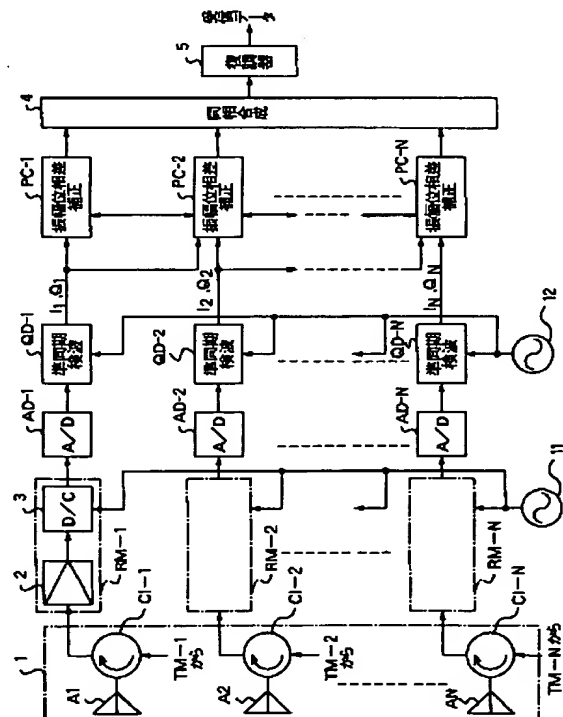 受信データ
5
復調器
4
同相合成
PC-1
振幅位相差
補正
PC-2
振幅位相差
補正
PC-N
振幅位相差
補正
I1,Q1
I2,Q2
IN,QN
QD-1
準同期
検波
QD-2
準同期
検波
QD-N
準同期
検波
12
AD-1
A/D
AD-2
A/D
AD-N
A/D
3
D/C
2
RM-1
RM-2
RM-N
11
1
CI-1
CI-2
CI-N
A1
TM-1
から
A2
TM-2
から
AN
TM-Nから